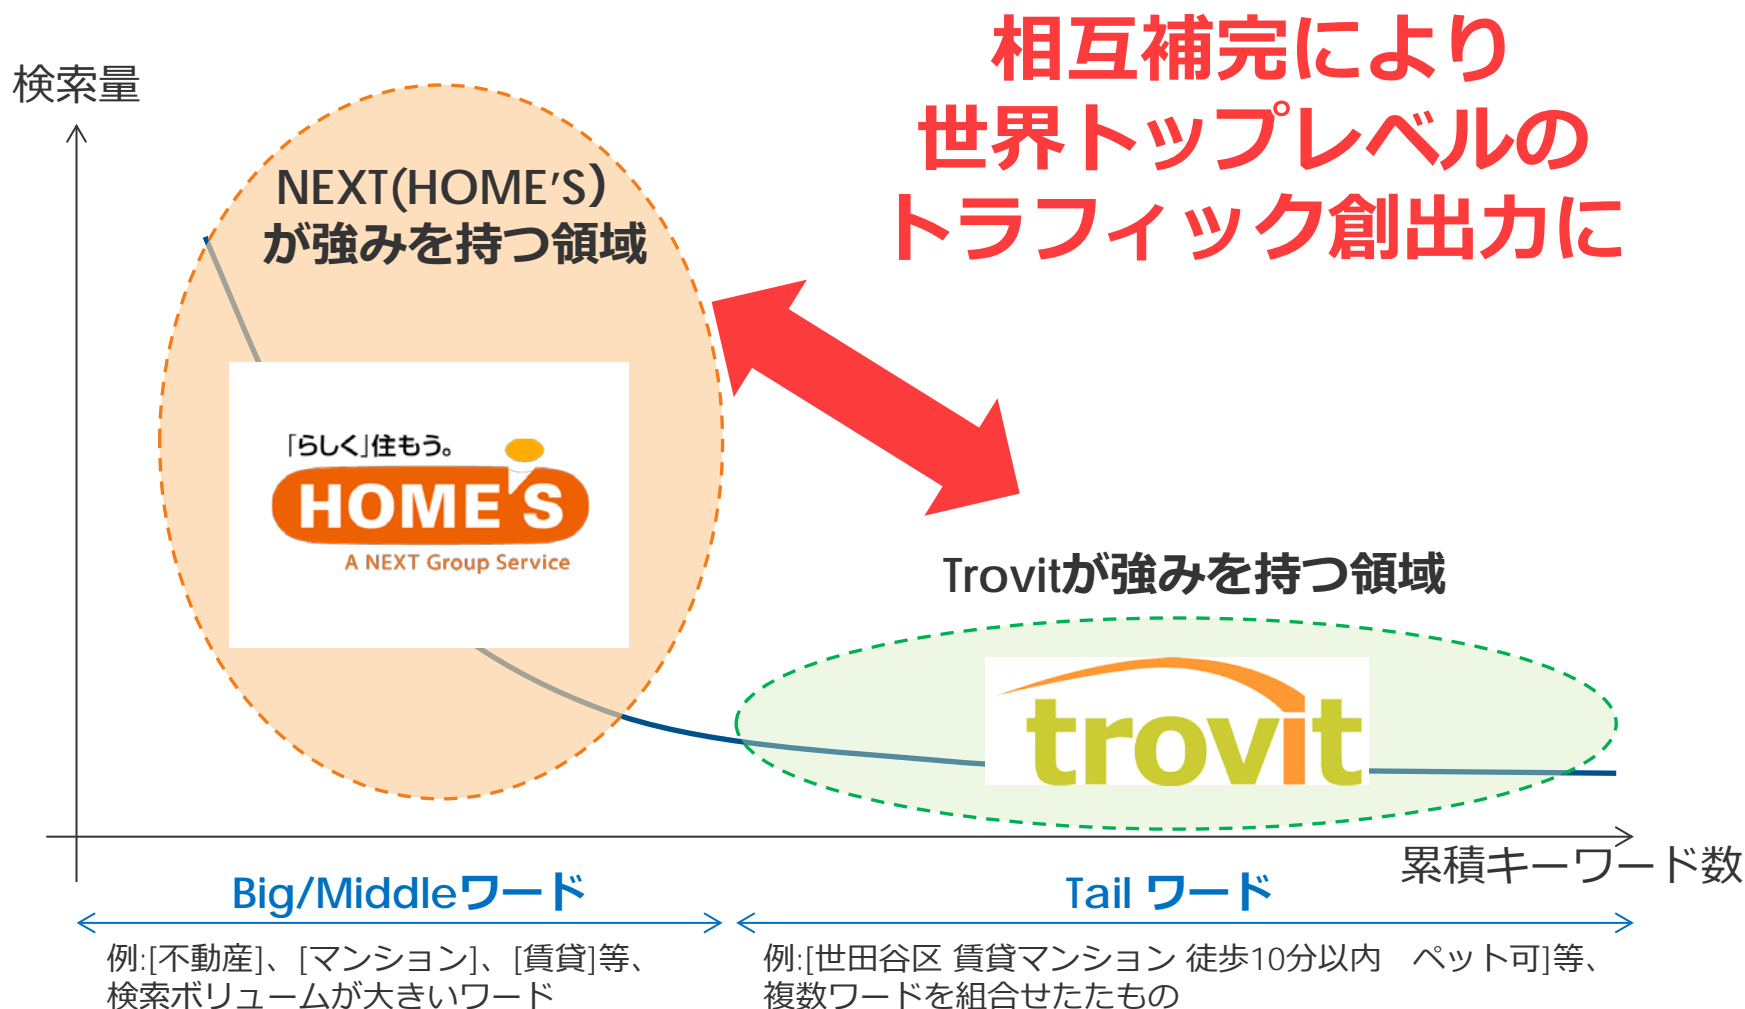 相互補完により
世界トップレベルの
トラフィック創出力に
検索量
NEXT(HOME’S)
が強みを持つ領域
「らしく」住もう。
HOME'S
A NEXT Group Service
Trovitが強みを持つ領域
trovit
累積キーワード数
Big/Middleワード
Tail ワード
例:[不動産]、[マンション]、[賃貸]等、
検索ボリュームが大きいワード
例:[世田谷区 賃貸マンション 徒歩10分以内　ペット可]等、
複数ワードを組合せたたもの